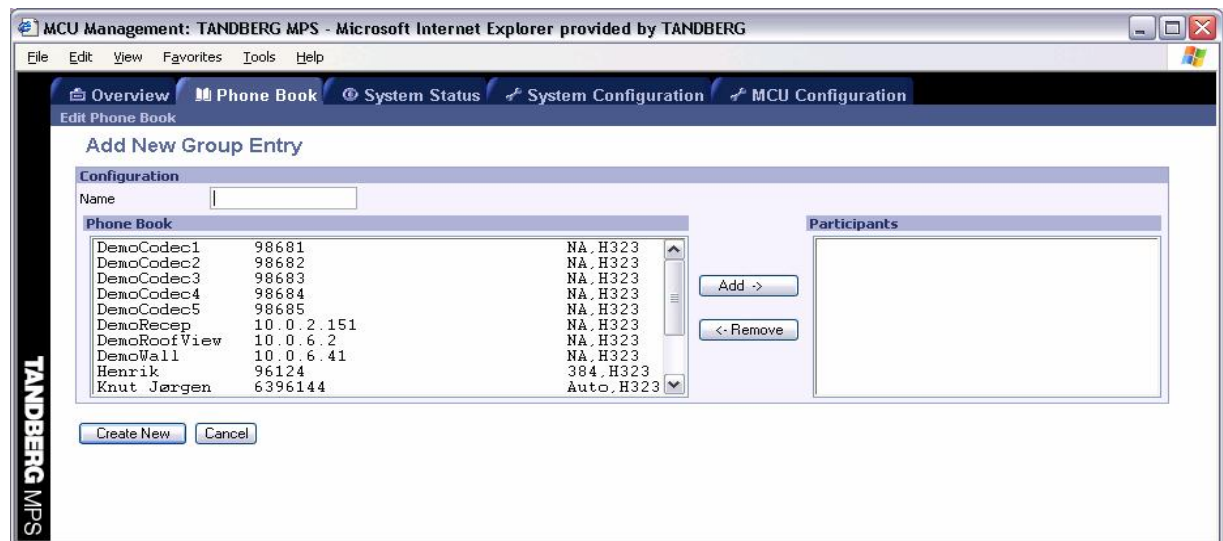 MCU Management: TANDBERG MPS - Microsoft Internet Explorer provided by TANDBERG
File Edit View Favorites Tools Help
Overview Phone Book System Status System Configuration MCU Configuration
Edit Phone Book
Add New Group Entry
Configuration
Name
Phone Book Participants
DemoCodec1 98681 NA,H323
DemoCodec2 98682 NA,H323
DemoCodec3 98683 NA,H323
DemoCodec4 98684 NA,H323
DemoCodec5 98685 NA,H323
DemoRecep 10.0.2.151 NA,H323
DemoRoofView 10.0.6.2 NA,H323
DemoWall 10.0.6.41 NA,H323
Henrik 96124 384,H323
Knut Jørgen 6396144 Auto,H323
Add ->
<- Remove
Create New Cancel
TANDBERG MPS